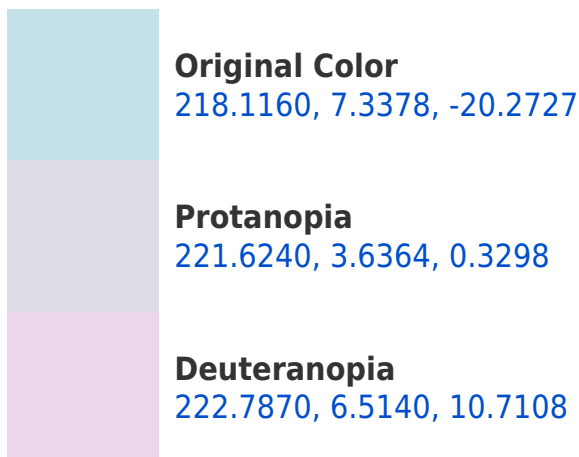 Original Color
218.1160, 7.3378, -20.2727
Protanopia
221.6240, 3.6364, 0.3298
Deuteranopia
222.7870, 6.5140, 10.7108